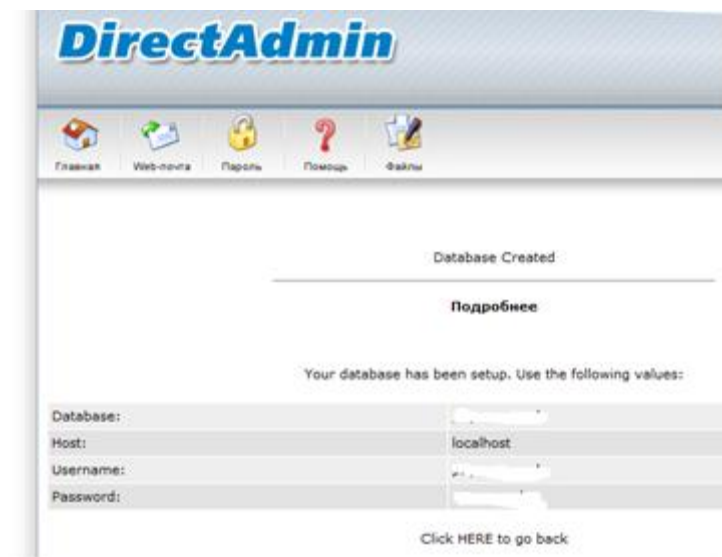 DirectAdmin
Главная Web-почта Пароль Помощь Файлы
Database Created
Подробнее
Your database has been setup. Use the following values:
Database:
Host: localhost
Username:
Password:
Click HERE to go back